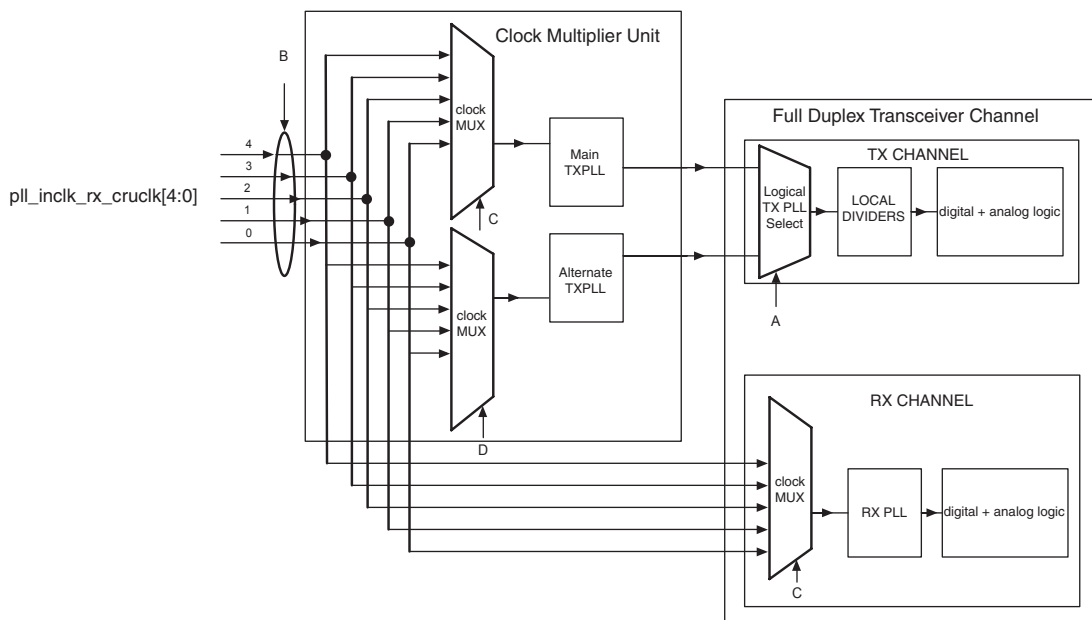 Clock Multiplier Unit
B
clock
MUX
C
Main
TXPLL
4
3
2
1
0
pll_inclk_rx_cruclk[4:0]
clock
MUX
D
Alternate
TXPLL
Full Duplex Transceiver Channel
TX CHANNEL
Logical
TX PLL
Select
A
LOCAL
DIVIDERS
digital + analog logic
RX CHANNEL
clock
MUX
C
RX PLL
digital + analog logic